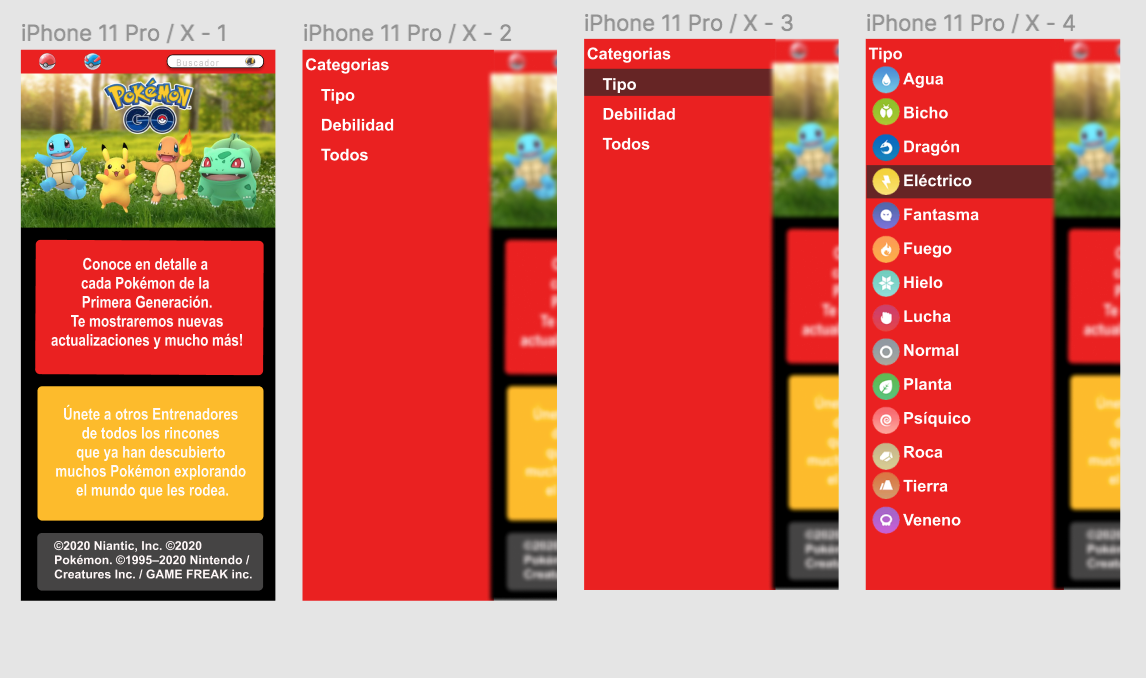 iPhone 11 Pro / X - 1
Buscador
POKÉMON
GO
Conoce en detalle a
cada Pokémon de la
Primera Generación.
Te mostraremos nuevas
actualizaciones y mucho más!
Únete a otros Entrenadores
de todos los rincones
que ya han descubierto
muchos Pokémon explorando
el mundo que les rodea.
©2020 Niantic, Inc. ©2020
Pokémon. ©1995–2020 Nintendo /
Creatures Inc. / GAME FREAK inc.
iPhone 11 Pro / X - 2
Categorias
Tipo
Debilidad
Todos
iPhone 11 Pro / X - 3
Categorias
Tipo
Debilidad
Todos
iPhone 11 Pro / X - 4
Tipo
Agua
Bicho
Dragón
Eléctrico
Fantasma
Fuego
Hielo
Lucha
Normal
Planta
Psíquico
Roca
Tierra
Veneno